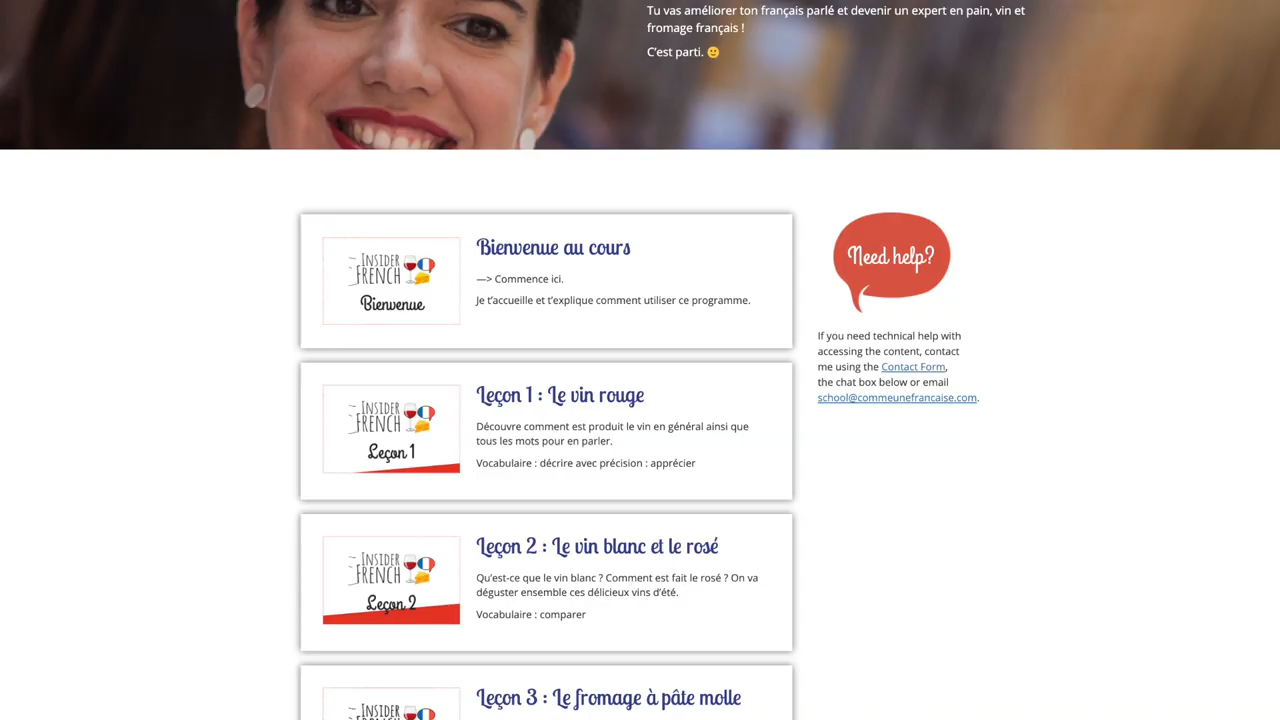 Tu vas améliorer ton français parlé et devenir un expert en pain, vin et
fromage français !
C'est parti. 🙂
INSIDER
FRENCH
Bienvenue
Bienvenue au cours
—> Commence ici.
Je t'accueille et t'explique comment utiliser ce programme.
Need help?
If you need technical help with
accessing the content, contact
me using the Contact Form,
the chat box below or email
school@commeunefrancaise.com.
INSIDER
FRENCH
Leçon 1
Leçon 1 : Le vin rouge
Découvre comment est produit le vin en général ainsi que
tous les mots pour en parler.
Vocabulaire : décrire avec précision : apprécier
INSIDER
FRENCH
Leçon 2
Leçon 2 : Le vin blanc et le rosé
Qu'est-ce que le vin blanc ? Comment est fait le rosé ? On va
déguster ensemble ces délicieux vins d'été.
Vocabulaire : comparer
INSIDER
FRENCH
Leçon 3 : Le fromage à pâte molle